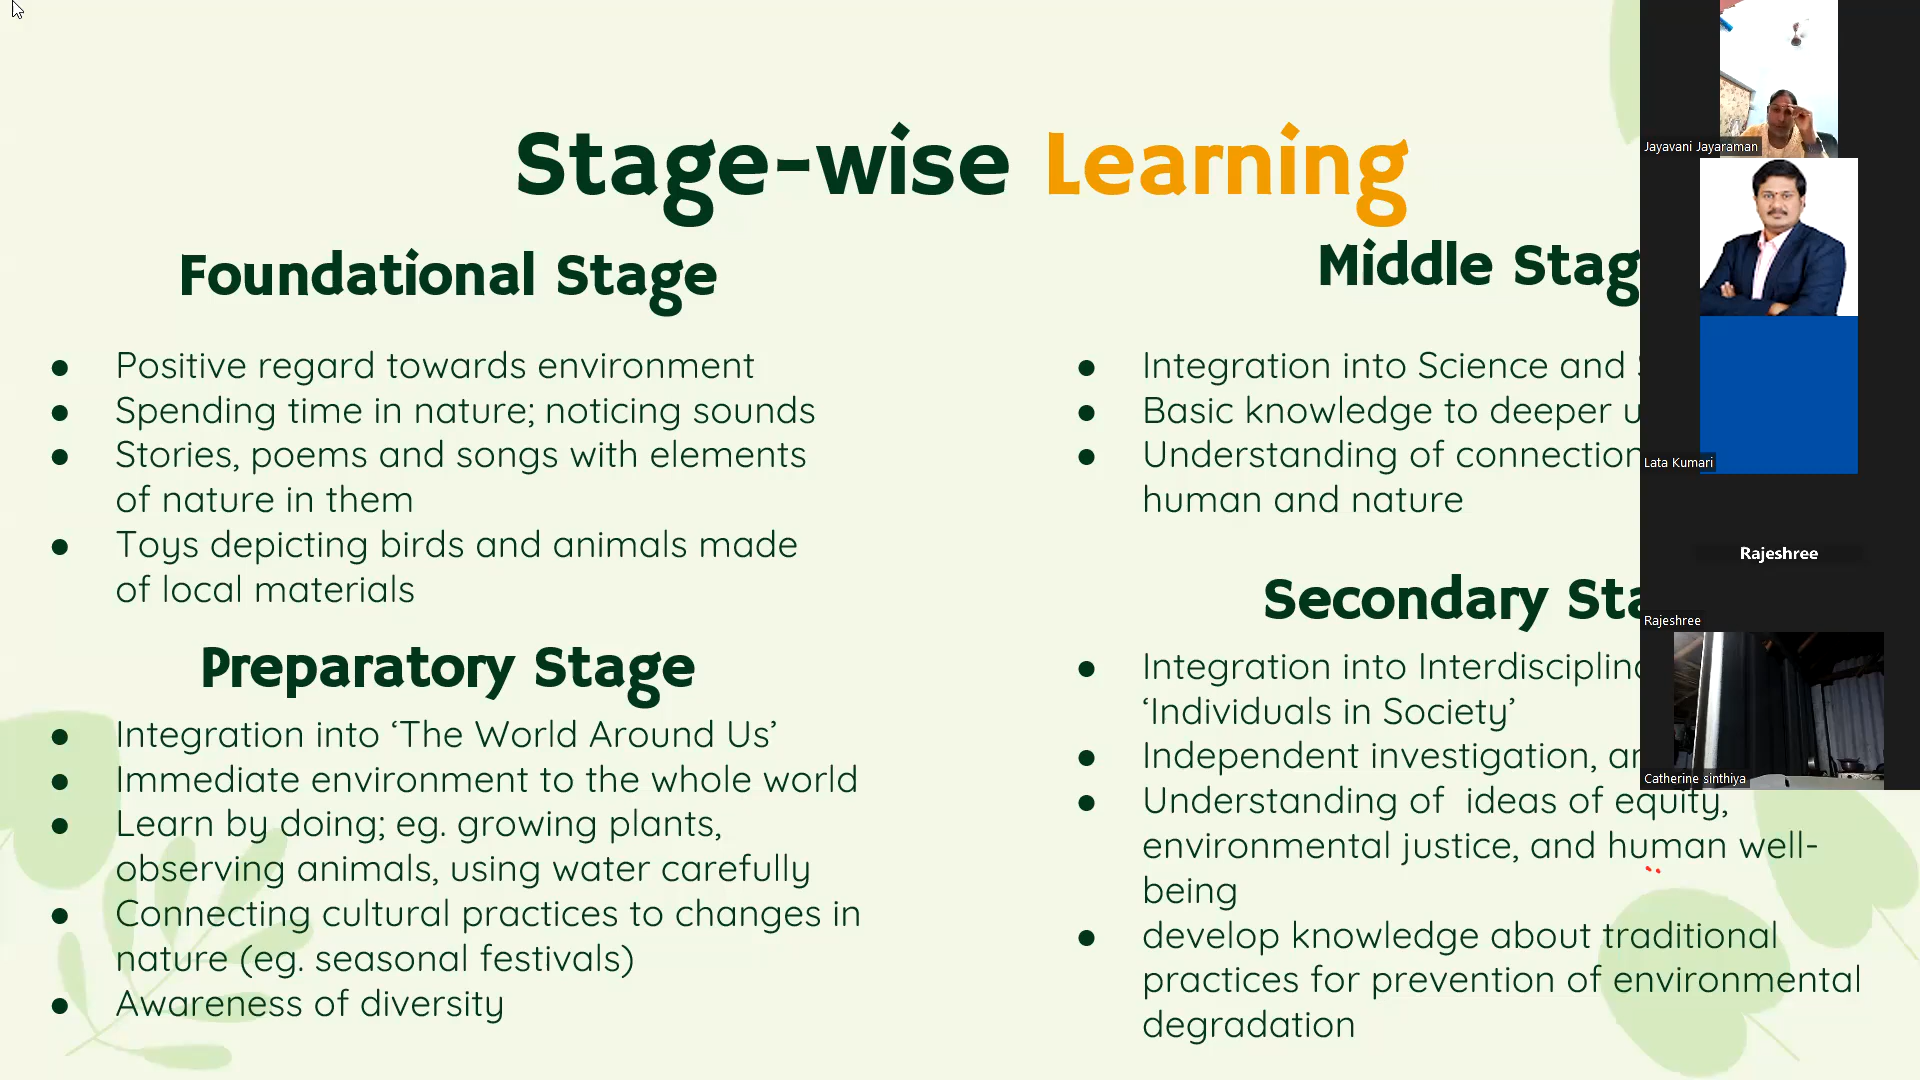 Stage-wise Learning
Foundational Stage
Positive regard towards environment
Spending time in nature; noticing sounds
Stories, poems and songs with elements
of nature in them
Toys depicting birds and animals made
of local materials
Preparatory Stage
Integration into ‘The World Around Us’
Immediate environment to the whole world
Learn by doing; eg. growing plants,
observing animals, using water carefully
Connecting cultural practices to changes in
nature (eg. seasonal festivals)
Awareness of diversity
Middle
Integration into Science and
Basic knowledge to deeper
Understanding of
human and nature
Secondary
Integration into
‘Individuals in Society’
Independent investigation,
Understanding of ideas of equity,
environmental justice, and human well-
being
develop knowledge about traditional
practices for prevention of environmental
degradation
Jayavani Jayaraman
Lata Kumari
Rajeshree
Rajeshree
Catherine sinthiya